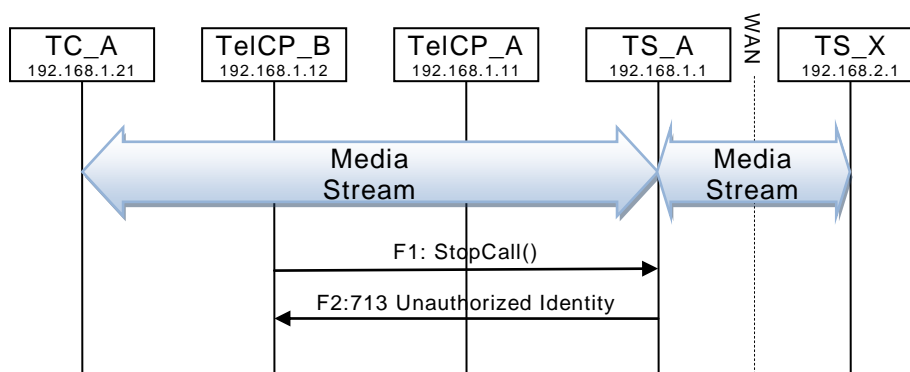 TC_A
192.168.1.21
TelCP_B
192.168.1.12
TelCP_A
192.168.1.11
TS_A
192.168.1.1
WAN
TS_X
192.168.2.1
Media
Stream
Media
Stream
F1: StopCall()
F2:713 Unauthorized Identity